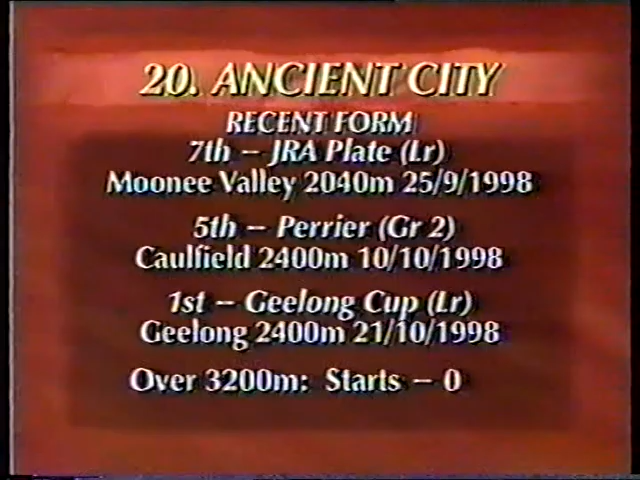 20. ANCIENT CITY
RECENT FORM
7th – JRA Plate (Lr)
Moonee Valley 2040m 25/9/1998
5th – Perrier (Gr 2)
Caulfield 2400m 10/10/1998
1st – Geelong Cup (Lr)
Geelong 2400m 21/10/1998
Over 3200m: Starts – 0